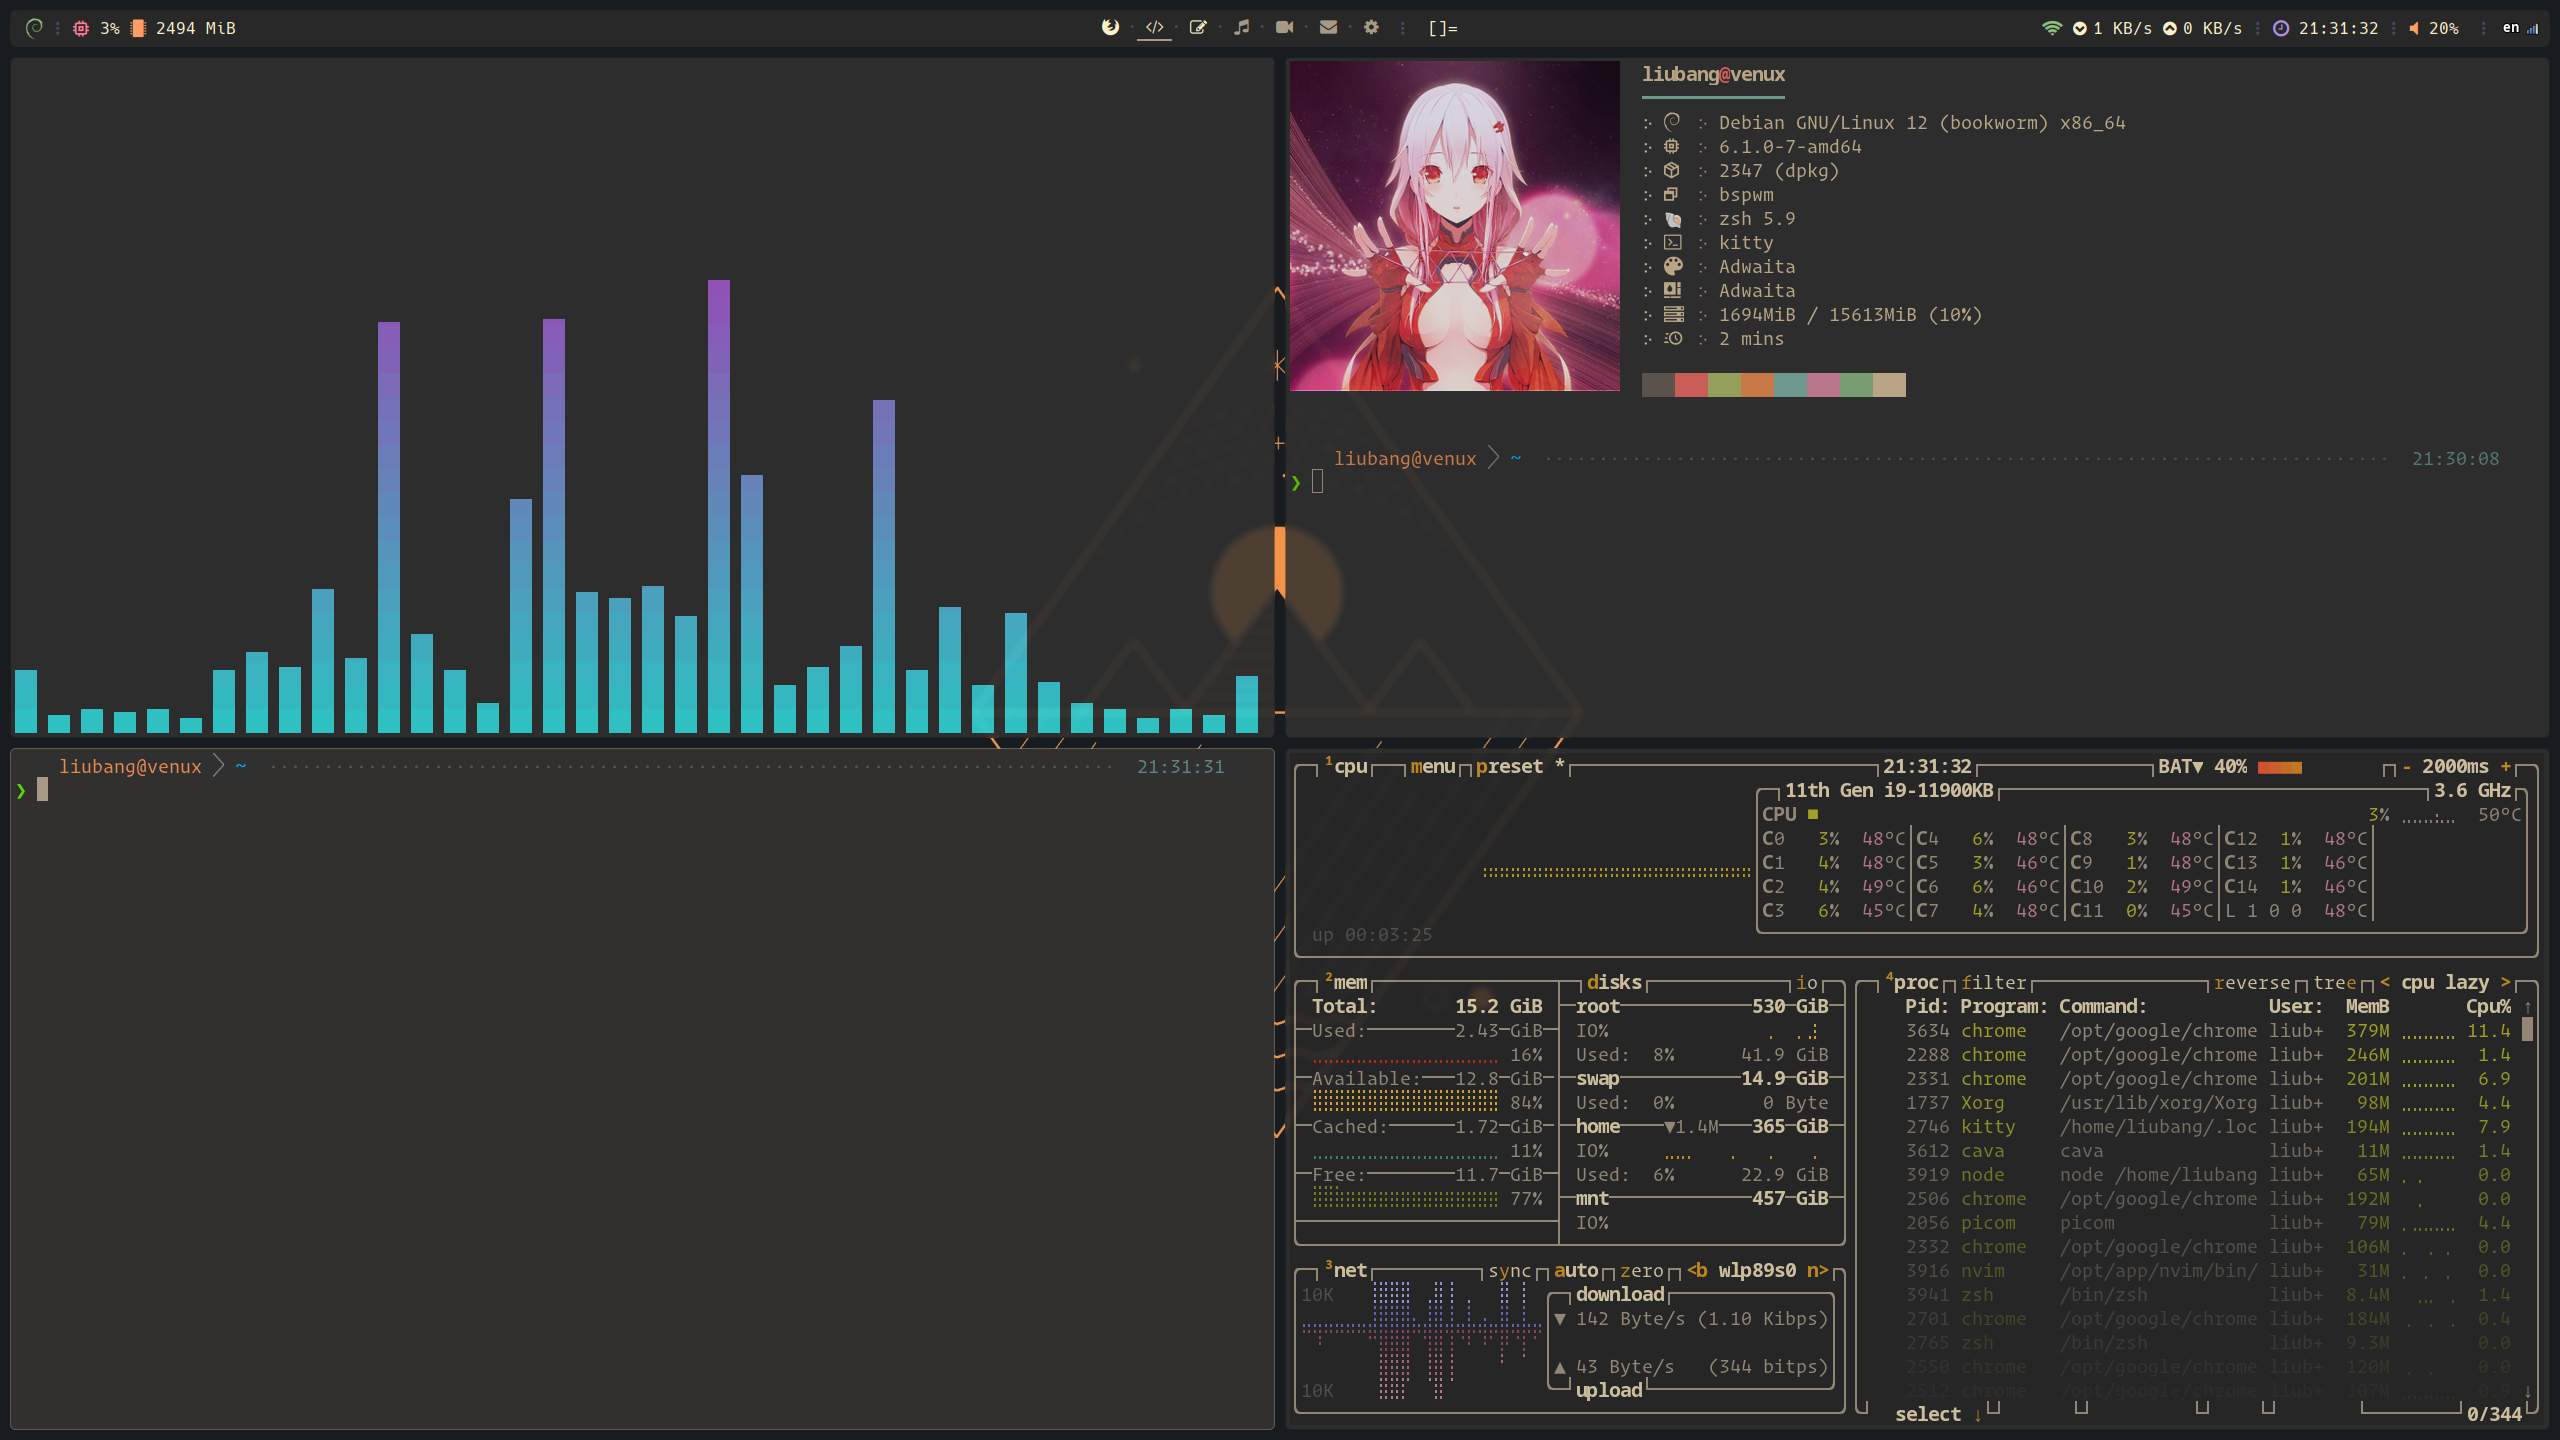 3% 2494 MiB []= 1 KB/s 0 KB/s 21:31:32 20% en
liubang@venux
Debian GNU/Linux 12 (bookworm) x86_64
6.1.0-7-amd64
2347 (dpkg)
bspwm
zsh 5.9
kitty
Adwaita
Adwaita
1694MiB / 15613MiB (10%)
2 mins
liubang@venux ~ 21:30:08
❯
liubang@venux ~ 21:31:31
❯
1cpu menu preset * 21:31:32 BAT▼ 40% - 2000ms +
11th Gen i9-11900KB 3.6 GHz
CPU 3% 50°C
C0 3% 48°C C4 6% 48°C C8 3% 48°C C12 1% 48°C
C1 4% 48°C C5 3% 46°C C9 1% 48°C C13 1% 46°C
C2 4% 49°C C6 6% 46°C C10 2% 49°C C14 1% 46°C
C3 6% 45°C C7 4% 48°C C11 0% 45°C L 1 0 0 48°C
up 00:03:25
2mem disks io
Total: 15.2 GiB root 530 GiB
Used: 2.43 GiB IO%
16% Used: 8% 41.9 GiB
Available: 12.8 GiB swap 14.9 GiB
84% Used: 0% 0 Byte
Cached: 1.72 GiB home ▼1.4M 365 GiB
11% IO%
Free: 11.7 GiB Used: 6% 22.9 GiB
77% mnt 457 GiB
IO%
3net sync auto zero <b wlp89s0 n>
10K download
▼ 142 Byte/s (1.10 Kibps)
▲ 43 Byte/s (344 bitps)
10K upload
4proc filter reverse tree < cpu lazy >
Pid: Program: Command: User: MemB Cpu% ↑
3634 chrome /opt/google/chrome liub+ 379M 11.4
2288 chrome /opt/google/chrome liub+ 246M 1.4
2331 chrome /opt/google/chrome liub+ 201M 6.9
1737 Xorg /usr/lib/xorg/Xorg liub+ 98M 4.4
2746 kitty /home/liubang/.loc liub+ 194M 7.9
3612 cava cava liub+ 11M 1.4
3919 node node /home/liubang liub+ 65M 0.0
2506 chrome /opt/google/chrome liub+ 192M 0.0
2056 picom picom liub+ 79M 4.4
2332 chrome /opt/google/chrome liub+ 106M 0.0
3916 nvim /opt/app/nvim/bin/ liub+ 31M 0.0
3941 zsh /bin/zsh liub+ 8.4M 1.4
2701 chrome /opt/google/chrome liub+ 184M 0.4
2765 zsh /bin/zsh liub+ 9.3M 0.0
2550 chrome /opt/google/chrome liub+ 120M 0.0
2512 chrome /opt/google/chrome liub+ 107M 0.9 ↓
select ↓ 0/344